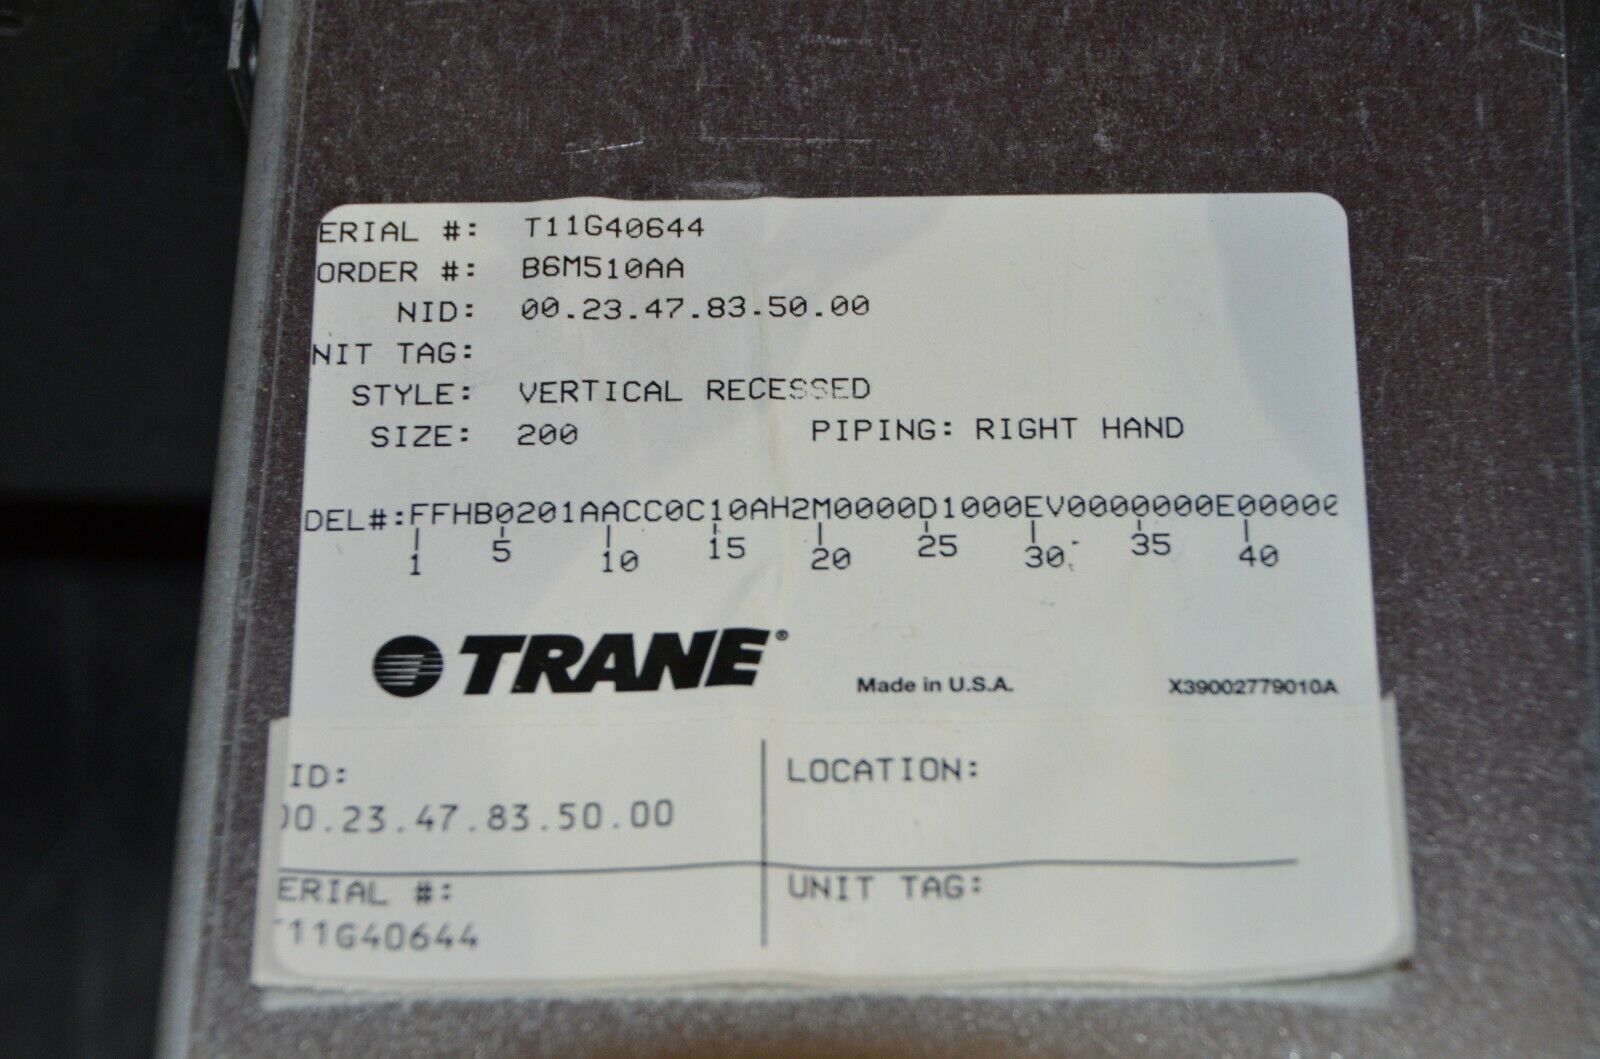 ERIAL #: T11G40644
ORDER #: B6M510AA
NID: 00.23.47.83.50.00
NIT TAG:
STYLE: VERTICAL RECESSED
SIZE: 200 PIPING: RIGHT HAND
DEL#:FFHB0201AACC0C10AH2M0000D1000EV0000000E00000
1 5 10 15 20 25 30 35 40
TRANE® Made in U.S.A. X39002779010A
ID: LOCATION:
00.23.47.83.50.00
ERIAL #: UNIT TAG:
T11G40644